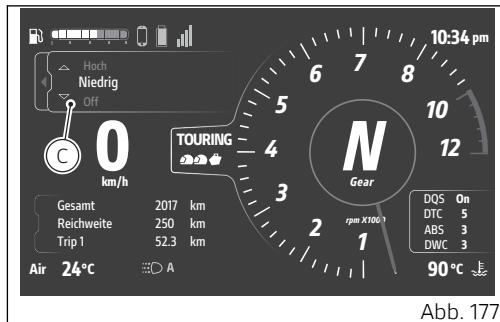 10:34 pm
Hoch
Niedrig
Off
C
0
km/h
TOURING
1
2
3
4
5
6
7
8
10
12
N
Gear
rpm X1000
Gesamt 2017 km
Reichweite 250 km
Trip 1 52.3 km
DQS On
DTC 5
ABS 3
DWC 3
Air 24°C
A
90°C
Abb. 177